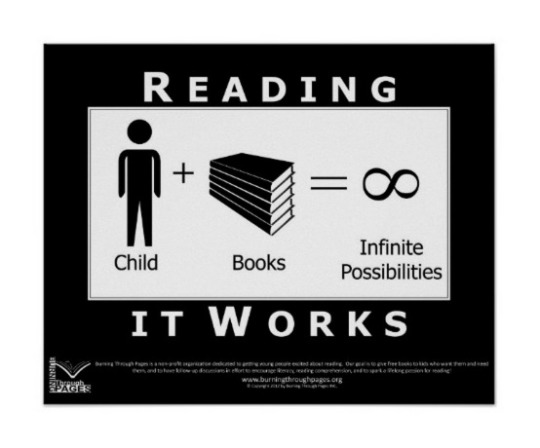 READING
+ = ∞
Child Books Infinite
Possibilities
IT WORKS
Burning Through Pages is a non-profit organization dedicated to getting young people excited about reading. Our goal is to give free books to kids who want them and need
them, and to have follow-up discussions in effort to encourage literacy, reading comprehension, and to spark a lifelong passion for reading!
www.burningthroughpages.org
© Copyright 2012 by Burning Through Pages INC.
Burning
Through
PAGES